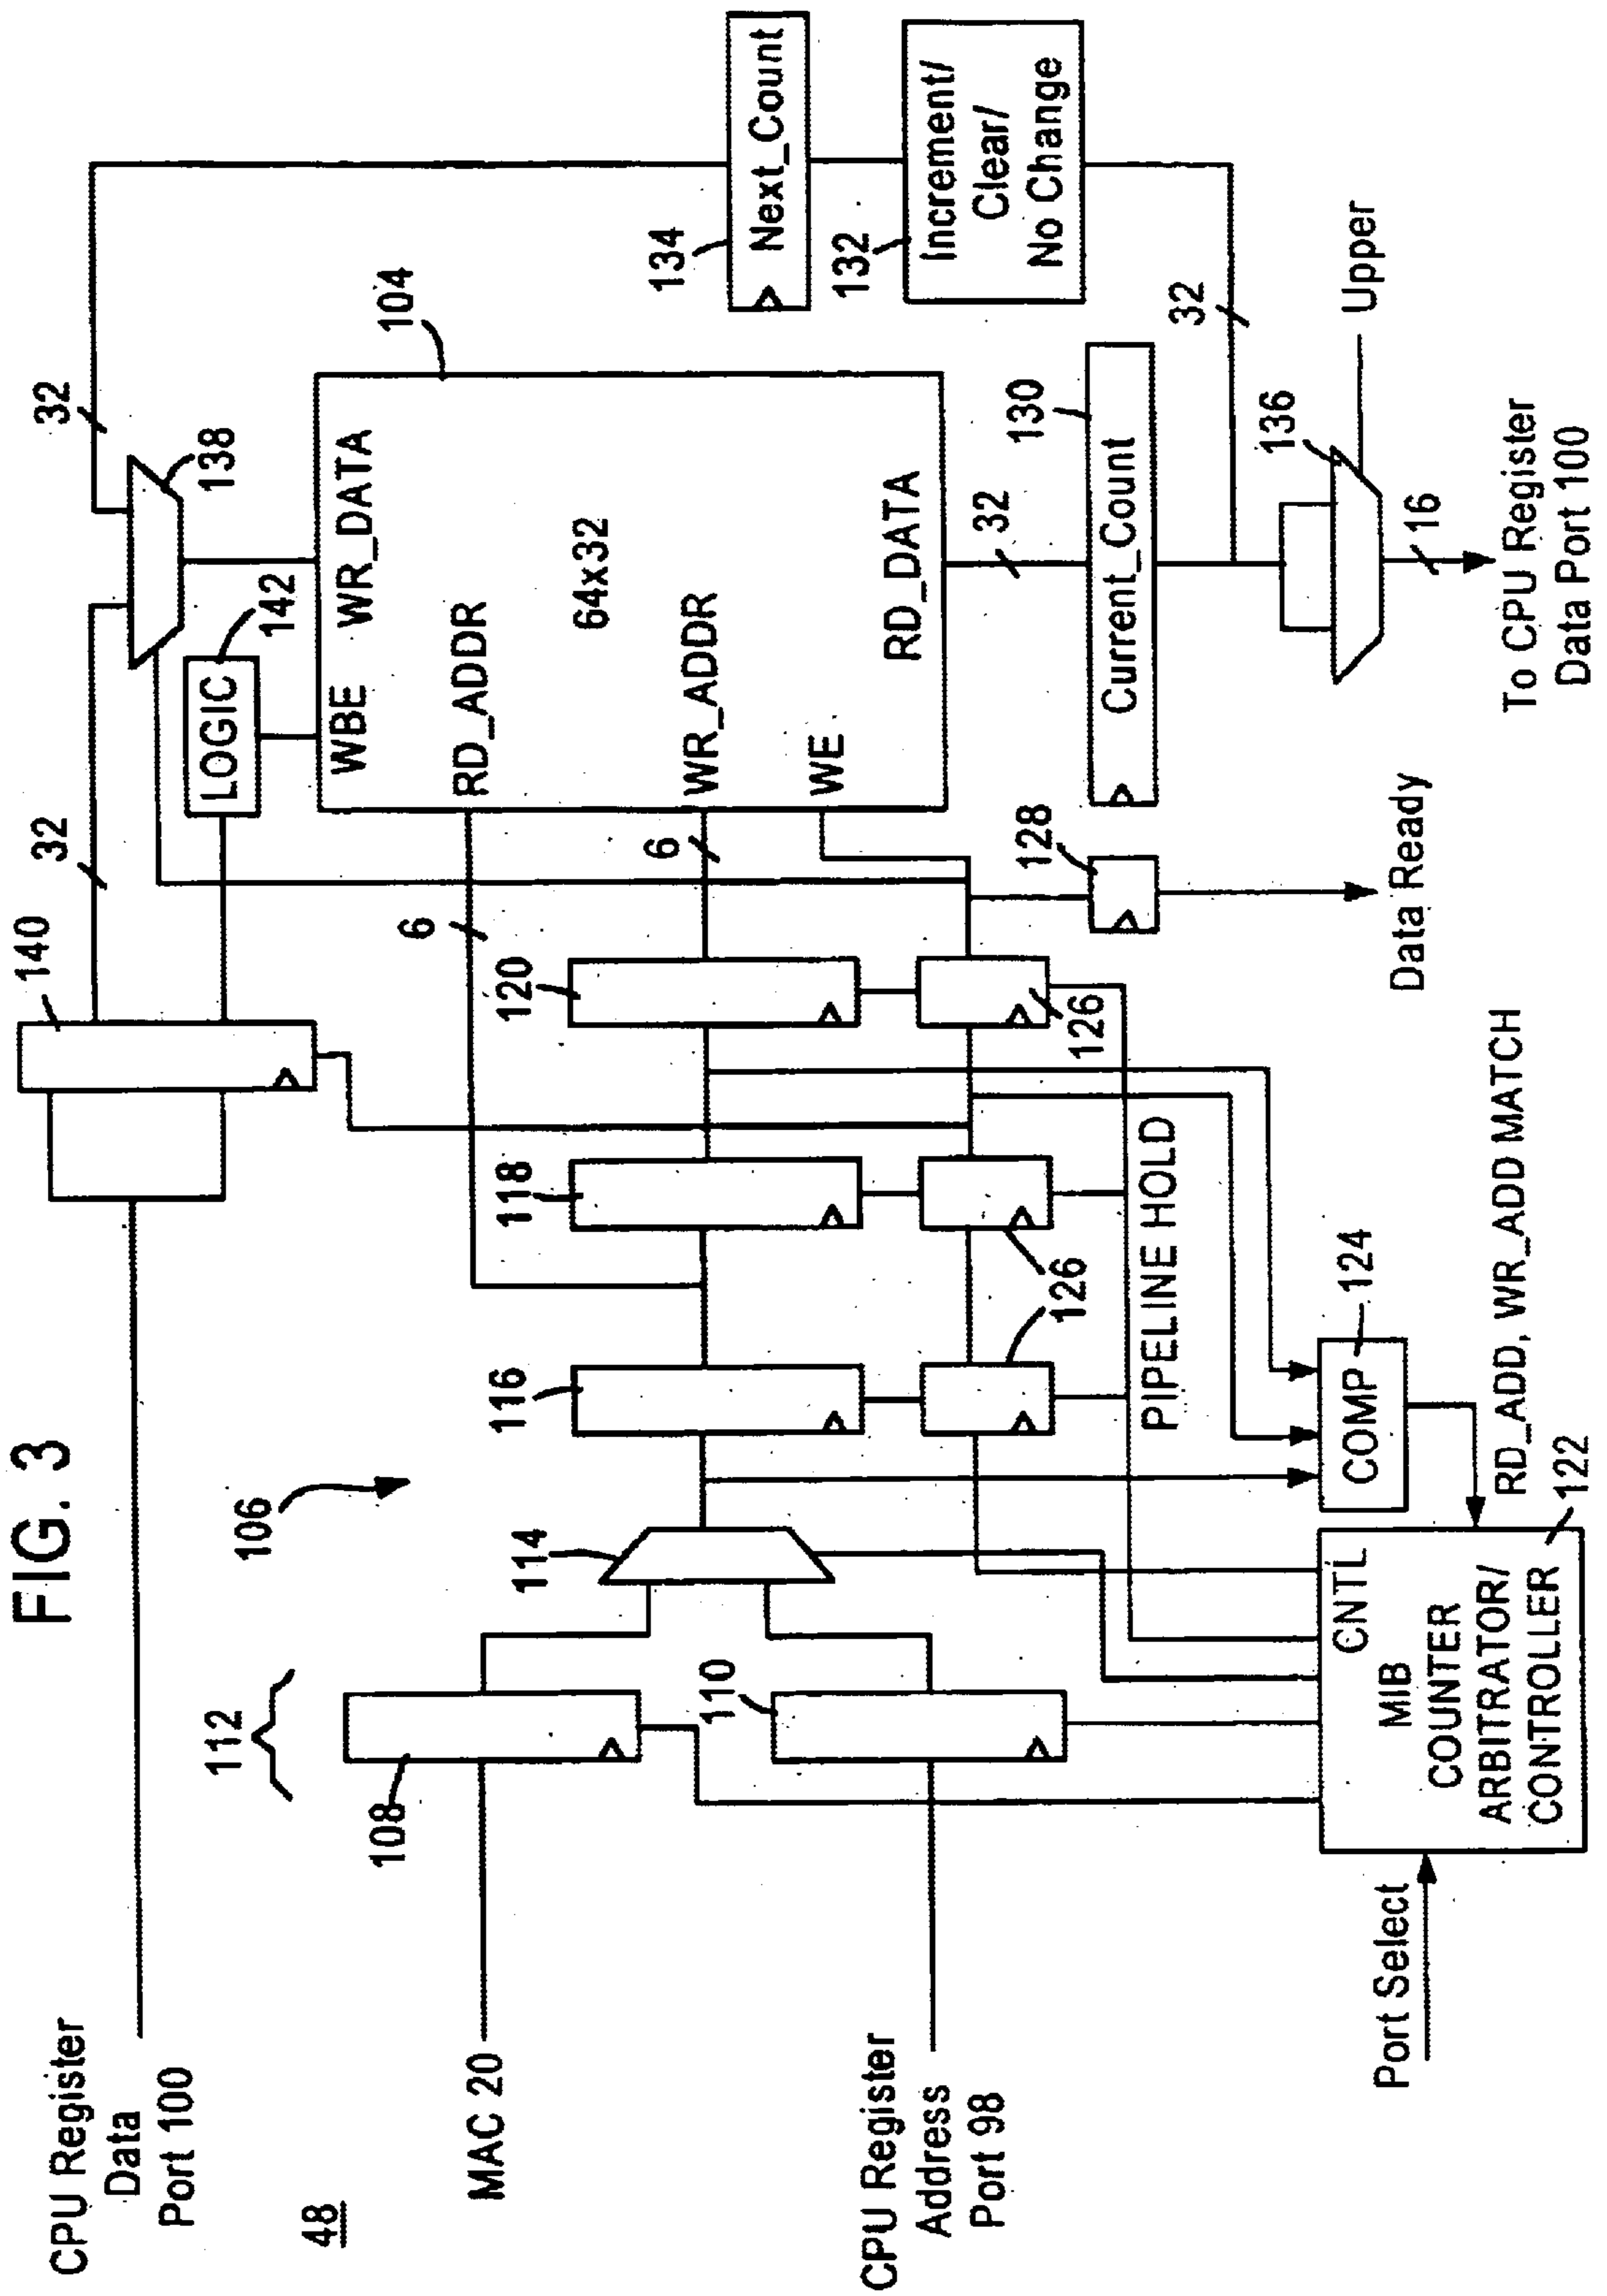 FIG. 3
CPU Register
Data
Port 100
48
MAC 20
CPU Register
Address
Port 98
Port Select
112
108
110
106
114
116
118
120
126
126
140
32
6
6
142
LOGIC
138
32
104
WBE
WR_DATA
RD_ADDR
64x32
WR_ADDR
WE
RD_DATA
32
128
Data Ready
130
Current_Count
134
Next_Count
132
Increment/
Clear/
No Change
32
136
Upper
16
To CPU Register
Data Port 100
PIPELINE HOLD
COMP
124
RD_ADD, WR_ADD MATCH
122
CNTL
MIB
COUNTER
ARBITRATOR/
CONTROLLER